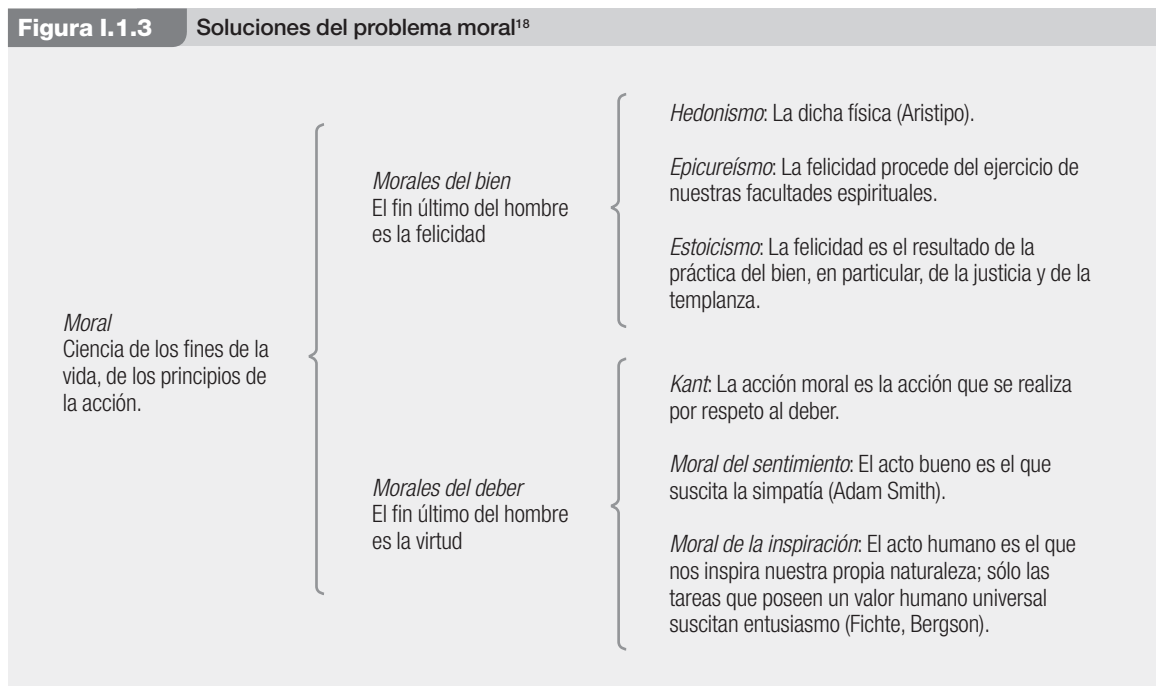 Figura I.1.3 Soluciones del problema moral¹⁸
Moral
Ciencia de los fines de la
vida, de los principios de
la acción.
Morales del bien
El fin último del hombre
es la felicidad
Hedonismo: La dicha física (Aristipo).
Epicureísmo: La felicidad procede del ejercicio de
nuestras facultades espirituales.
Estoicismo: La felicidad es el resultado de la
práctica del bien, en particular, de la justicia y de la
templanza.
Morales del deber
El fin último del hombre
es la virtud
Kant: La acción moral es la acción que se realiza
por respeto al deber.
Moral del sentimiento: El acto bueno es el que
suscita la simpatía (Adam Smith).
Moral de la inspiración: El acto humano es el que
nos inspira nuestra propia naturaleza; sólo las
tareas que poseen un valor humano universal
suscitan entusiasmo (Fichte, Bergson).